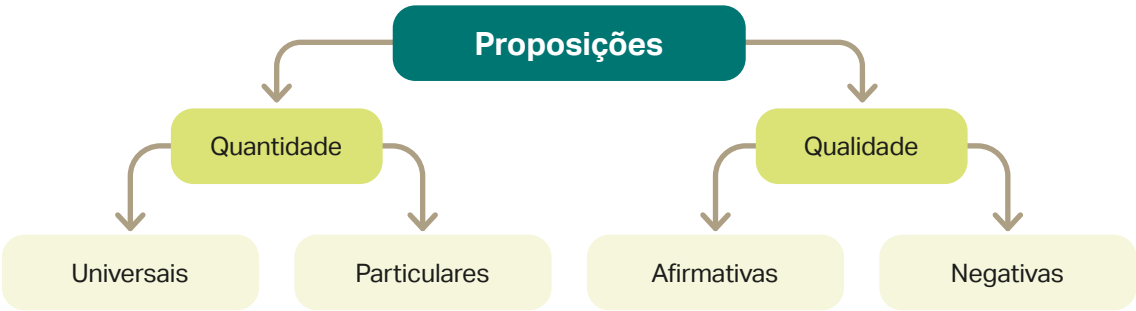 Proposições
Quantidade
Qualidade
Universais
Particulares
Afirmativas
Negativas